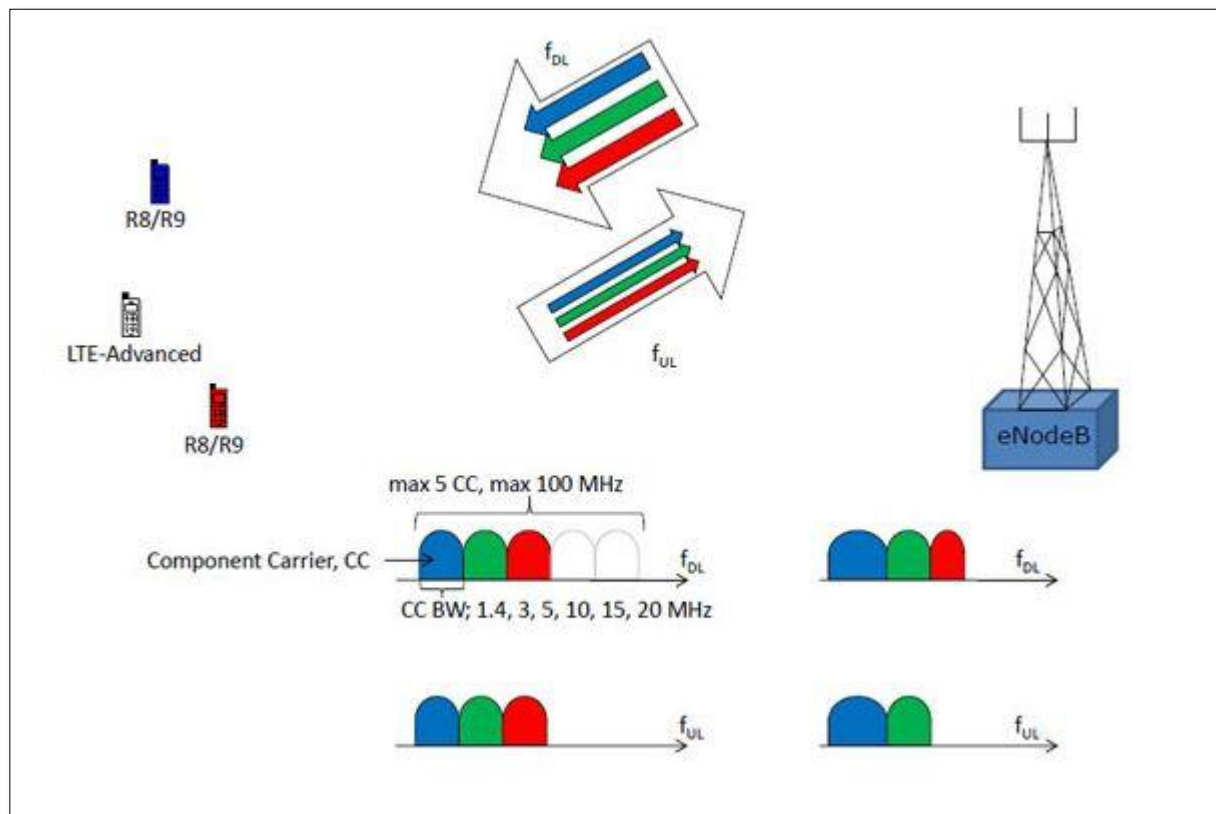 f_DL
R8/R9
LTE-Advanced
f_UL
R8/R9
eNodeB
max 5 CC, max 100 MHz
Component Carrier, CC
f_DL
f_DL
CC BW; 1.4, 3, 5, 10, 15, 20 MHz
f_UL
f_UL